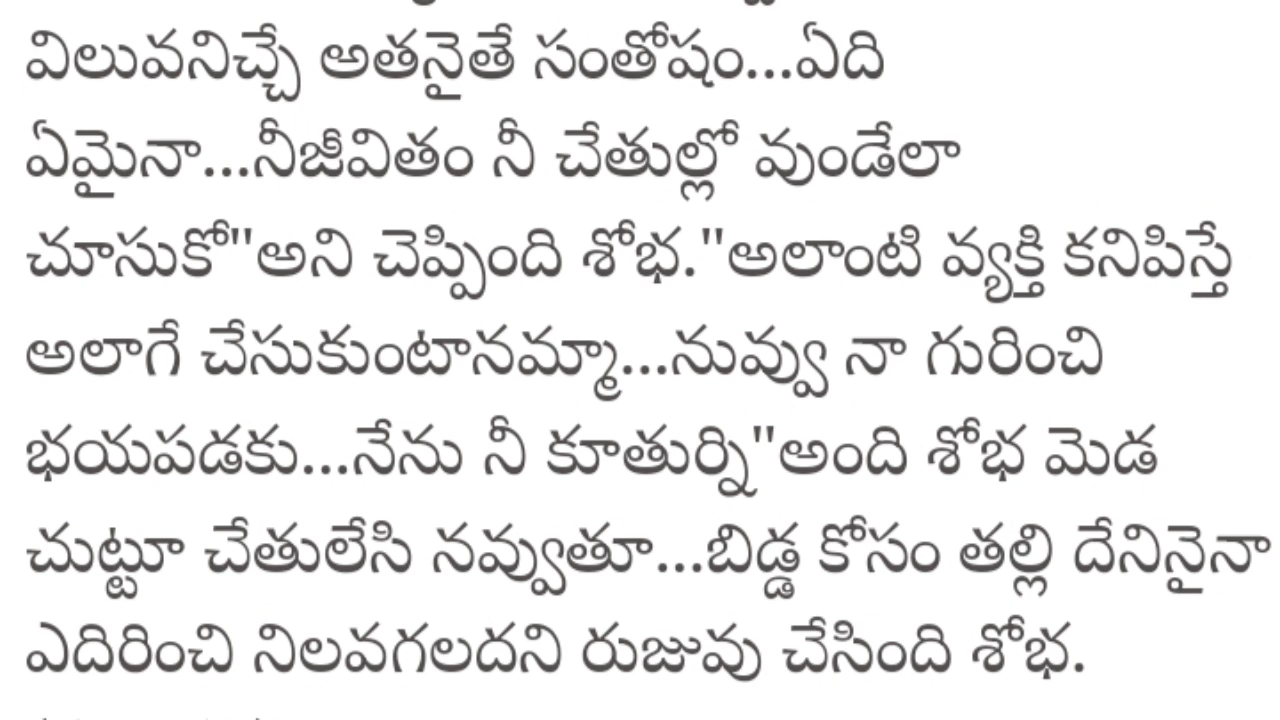 విలువనిచ్చే అతనైతే సంతోషం...ఏది
ఏమైనా...నీజీవితం నీ చేతుల్లో వుండేలా
చూసుకో"అని చెప్పింది శోభ."అలాంటి వ్యక్తి కనిపిస్తే
అలాగే చేసుకుంటానమ్మా...నువ్వు నా గురించి
భయపడకు...నేను నీ కూతుర్ని"అంది శోభ మెడ
చుట్టూ చేతులేసి నవ్వుతూ...బిడ్డ కోసం తల్లి దేనినైనా
ఎదిరించి నిలవగలదని రుజువు చేసింది శోభ.